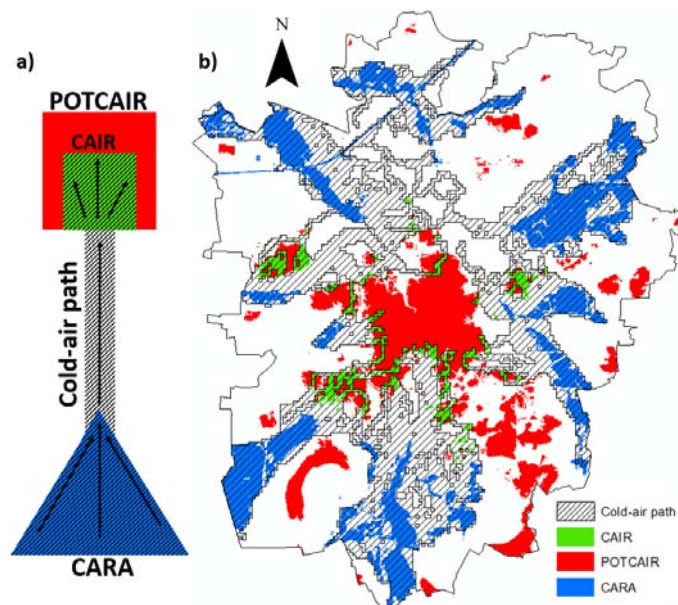 a)
POTCAIR
CAIR
Cold-air path
CARA
b)
N
Cold-air path
CAIR
POTCAIR
CARA